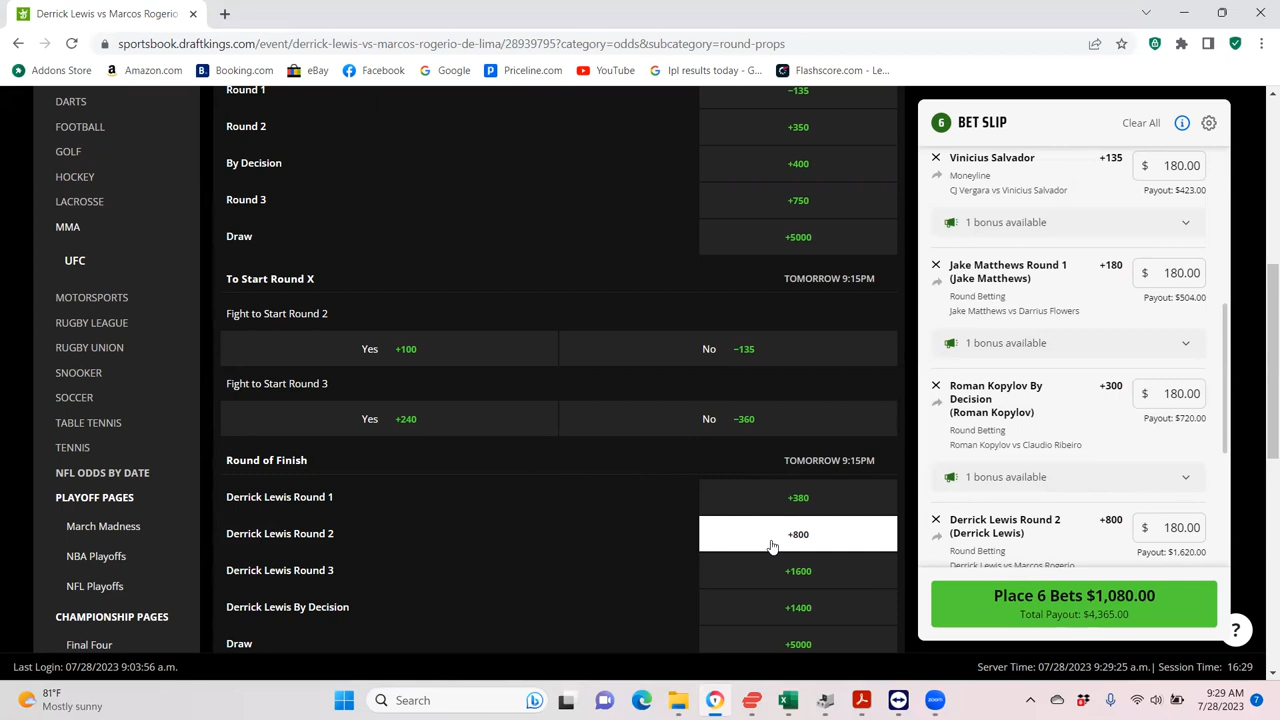 Derrick Lewis vs Marcos Rogerio
sportsbook.draftkings.com/event/derrick-lewis-vs-marcos-rogerio-de-lima/28939795?category=odds&subcategory=round-props
Addons Store
Amazon.com
Booking.com
eBay
Facebook
Google
Priceline.com
YouTube
Ipl results today - G...
Flashscore.com - Le...
DARTS
FOOTBALL
GOLF
HOCKEY
LACROSSE
MMA
UFC
MOTORSPORTS
RUGBY LEAGUE
RUGBY UNION
SNOOKER
SOCCER
TABLE TENNIS
TENNIS
NFL ODDS BY DATE
PLAYOFF PAGES
March Madness
NBA Playoffs
NFL Playoffs
CHAMPIONSHIP PAGES
Final Four
Round 1 −135
Round 2 +350
By Decision +400
Round 3 +750
Draw +5000
To Start Round X TOMORROW 9:15PM
Fight to Start Round 2
Yes +100 No −135
Fight to Start Round 3
Yes +240 No −360
Round of Finish TOMORROW 9:15PM
Derrick Lewis Round 1 +380
Derrick Lewis Round 2 +800
Derrick Lewis Round 3 +1600
Derrick Lewis By Decision +1400
Draw +5000
6 BET SLIP Clear All
Vinicius Salvador +135 $ 180.00
Moneyline
CJ Vergara vs Vinicius Salvador Payout: $423.00
1 bonus available
Jake Matthews Round 1 +180 $ 180.00
(Jake Matthews)
Round Betting Payout: $504.00
Jake Matthews vs Darrius Flowers
1 bonus available
Roman Kopylov By +300 $ 180.00
Decision
(Roman Kopylov) Payout: $720.00
Round Betting
Roman Kopylov vs Claudio Ribeiro
1 bonus available
Derrick Lewis Round 2 +800 $ 180.00
(Derrick Lewis)
Round Betting Payout: $1,620.00
Derrick Lewis vs Marcos Rogerio
Place 6 Bets $1,080.00
Total Payout: $4,365.00
?
Last Login: 07/28/2023 9:03:56 a.m. Server Time: 07/28/2023 9:29:25 a.m.| Session Time: 16:29
81°F
Mostly sunny
Search
9:29 AM
7/28/2023
7